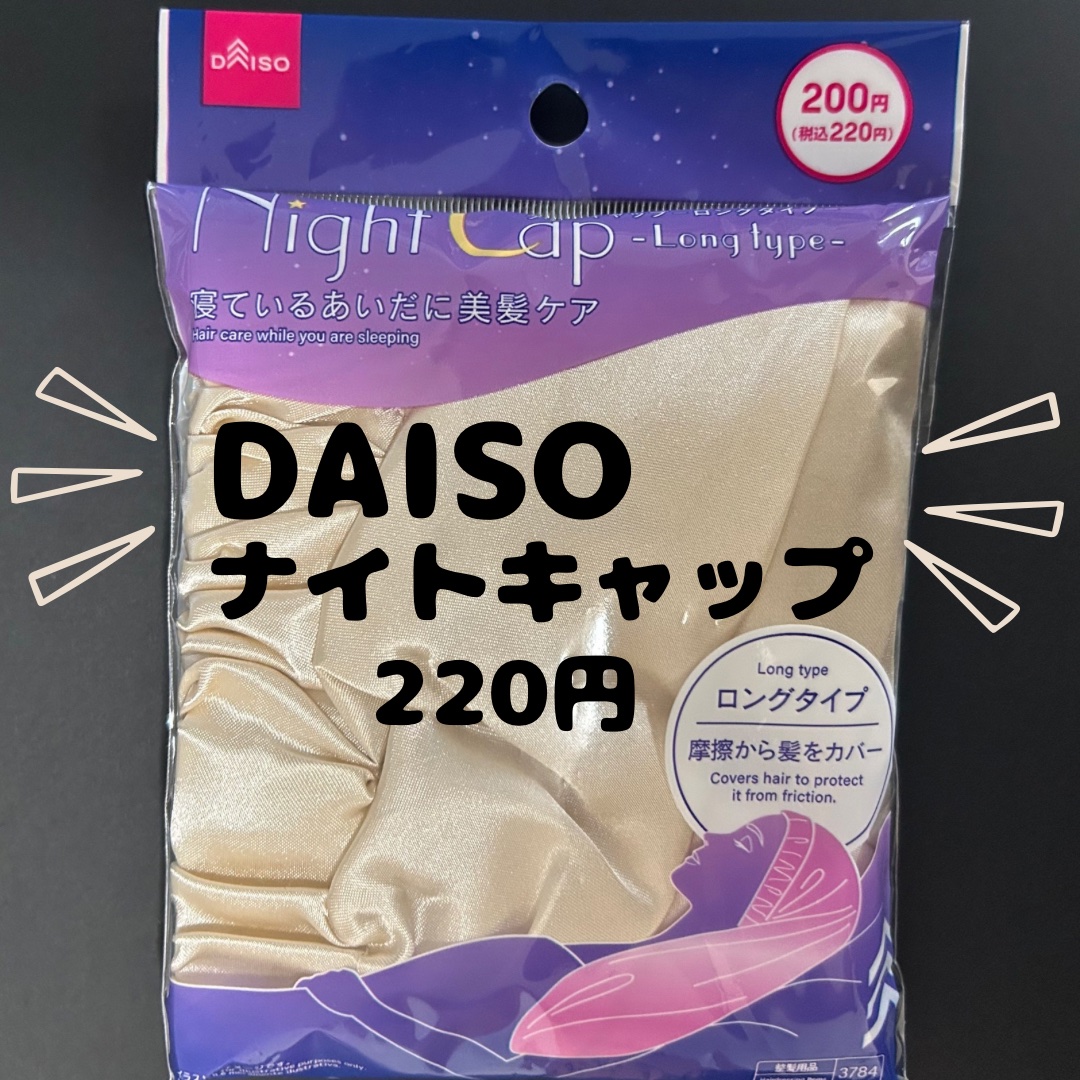 DAISO
200円
(税込220円)
Night Cap -Long type-
寝ているあいだに美髪ケア
Hair care while you are sleeping
DAISO
ナイトキャップ
220円
Long type
ロングタイプ
摩擦から髪をカバー
Covers hair to protect
it from friction.
整髪用品
3784